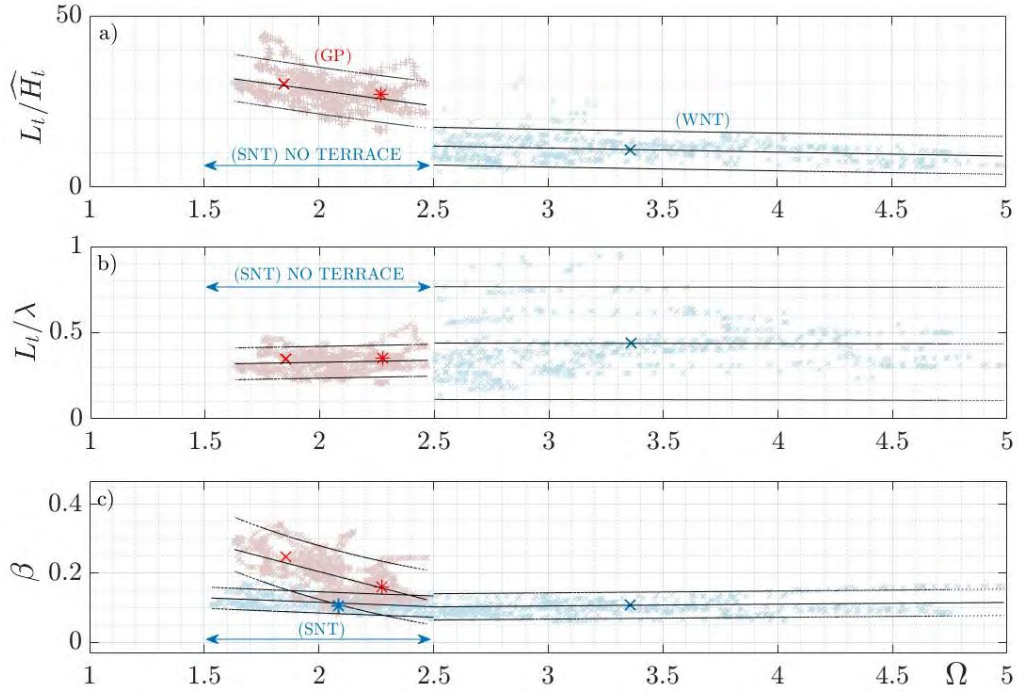 a)
50
(GP)
L_t/\widehat{H_t}
(WNT)
(SNT) NO TERRACE
0
1 1.5 2 2.5 3 3.5 4 4.5 5
b)
1
(SNT) NO TERRACE
L_t/λ
0.5
0
1 1.5 2 2.5 3 3.5 4 4.5 5
c)
0.4
β
0.2
(SNT)
0
1 1.5 2 2.5 3 3.5 4 4.5 Ω 5